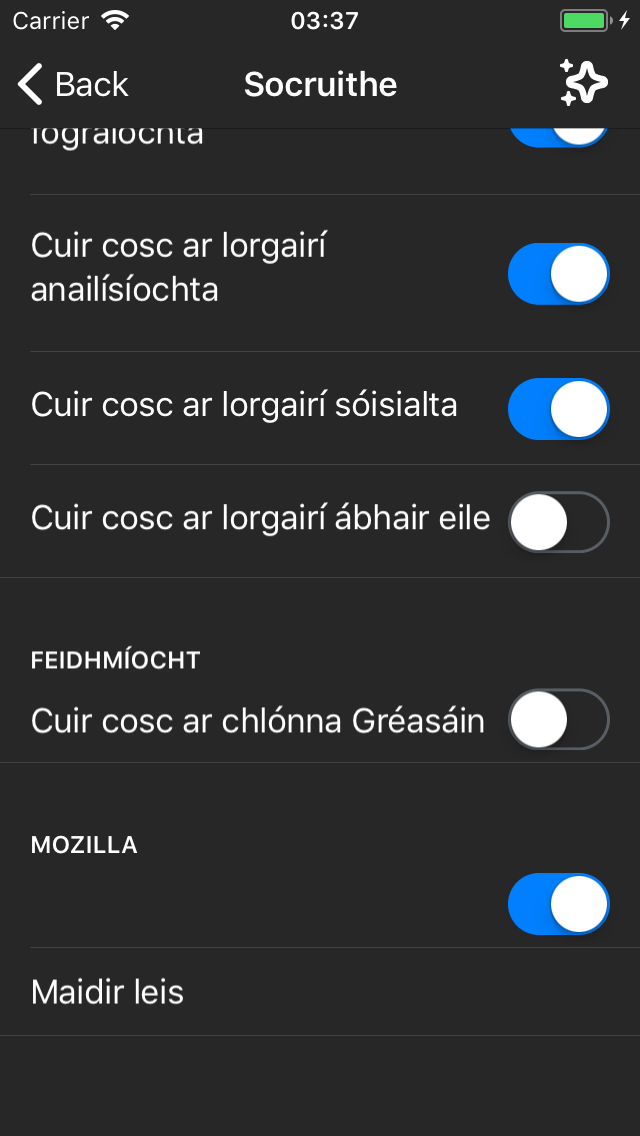 Carrier 03:37
Back Socruithe
fógraíochta
Cuir cosc ar lorgairí
anailísíochta
Cuir cosc ar lorgairí sóisialta
Cuir cosc ar lorgairí ábhair eile
FEIDHMÍOCHT
Cuir cosc ar chlónna Gréasáin
MOZILLA
Maidir leis